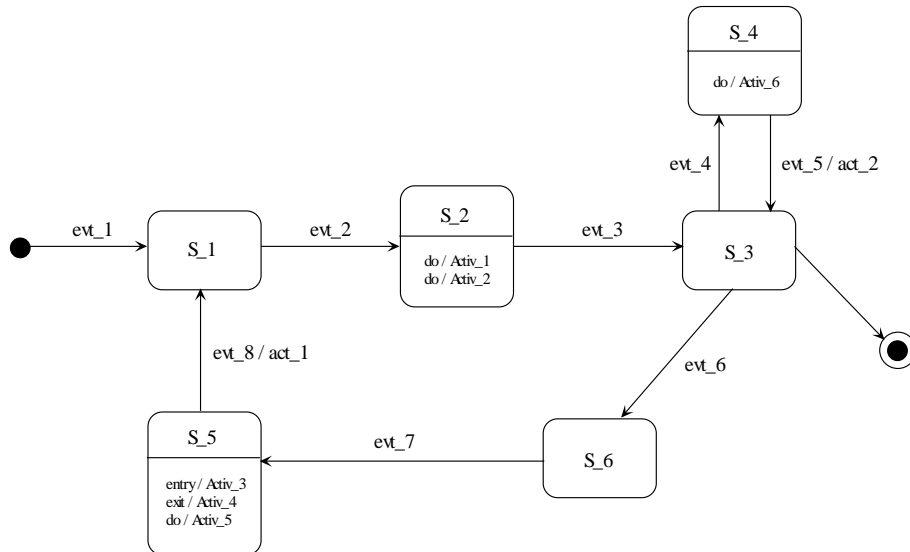 S_4
do / Activ_6
evt_4
evt_5 / act_2
evt_1
S_1
evt_2
S_2
do / Activ_1
do / Activ_2
evt_3
S_3
evt_8 / act_1
evt_6
S_5
entry / Activ_3
exit / Activ_4
do / Activ_5
evt_7
S_6